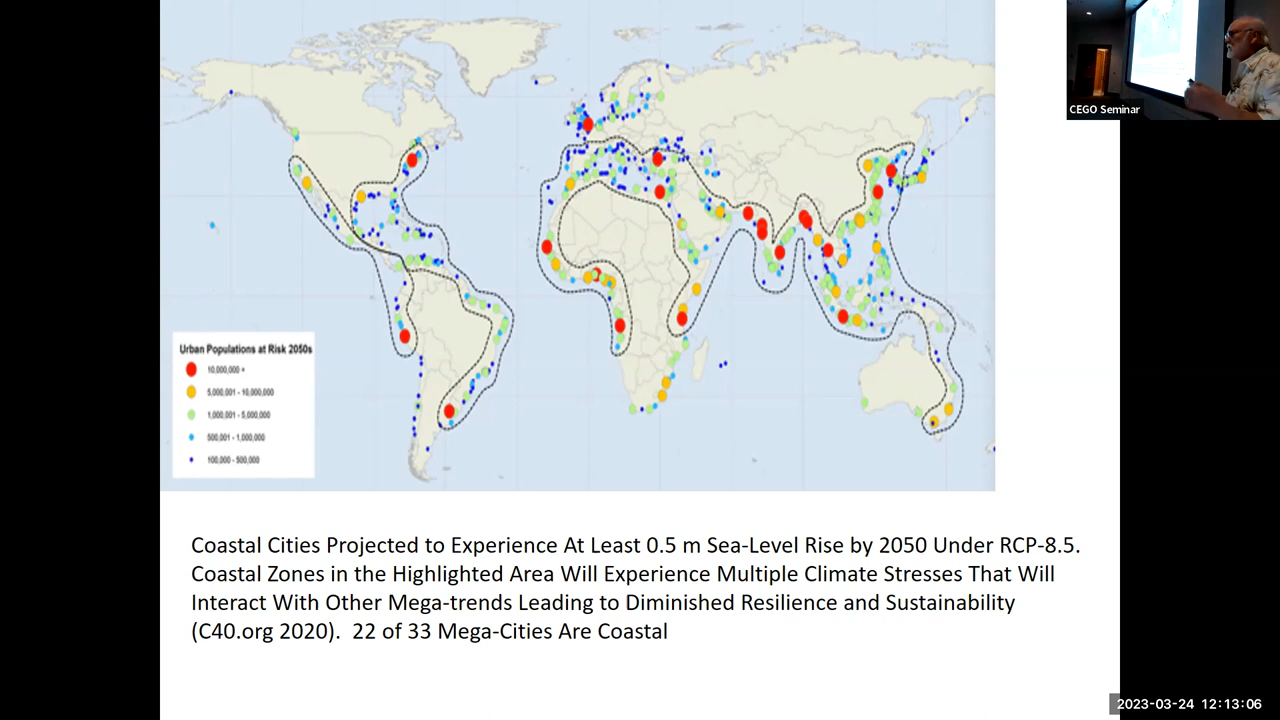 CEGO Seminar
Urban Populations at Risk 2050s
10,000,000 +
5,000,001 - 10,000,000
1,000,001 - 5,000,000
500,001 - 1,000,000
100,000 - 500,000
Coastal Cities Projected to Experience At Least 0.5 m Sea-Level Rise by 2050 Under RCP-8.5.
Coastal Zones in the Highlighted Area Will Experience Multiple Climate Stresses That Will
Interact With Other Mega-trends Leading to Diminished Resilience and Sustainability
(C40.org 2020).  22 of 33 Mega-Cities Are Coastal
2023-03-24 12:13:06